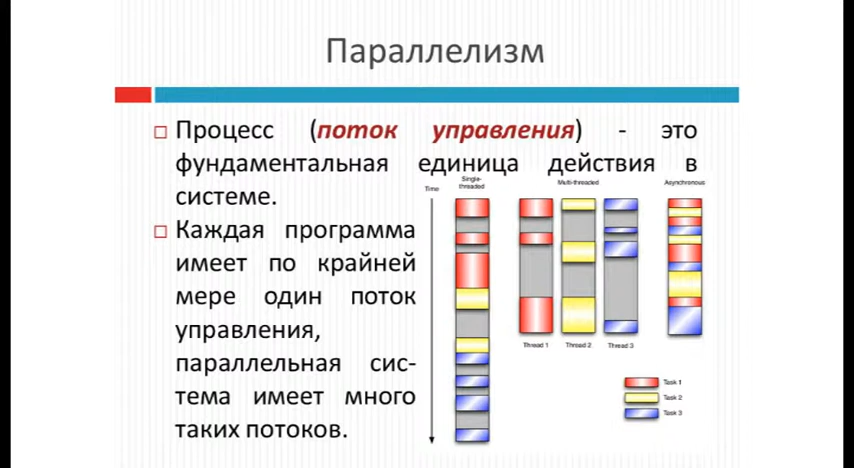 Параллелизм
□ Процесс (поток управления) - это
фундаментальная единица действия в
системе.
□ Каждая программа
имеет по крайней
мере один поток
управления,
параллельная сис-
тема имеет много
таких потоков.
Time
Single-
threaded
Multi-threaded
Asynchronous
Thread 1 Thread 2 Thread 3
Task 1
Task 2
Task 3